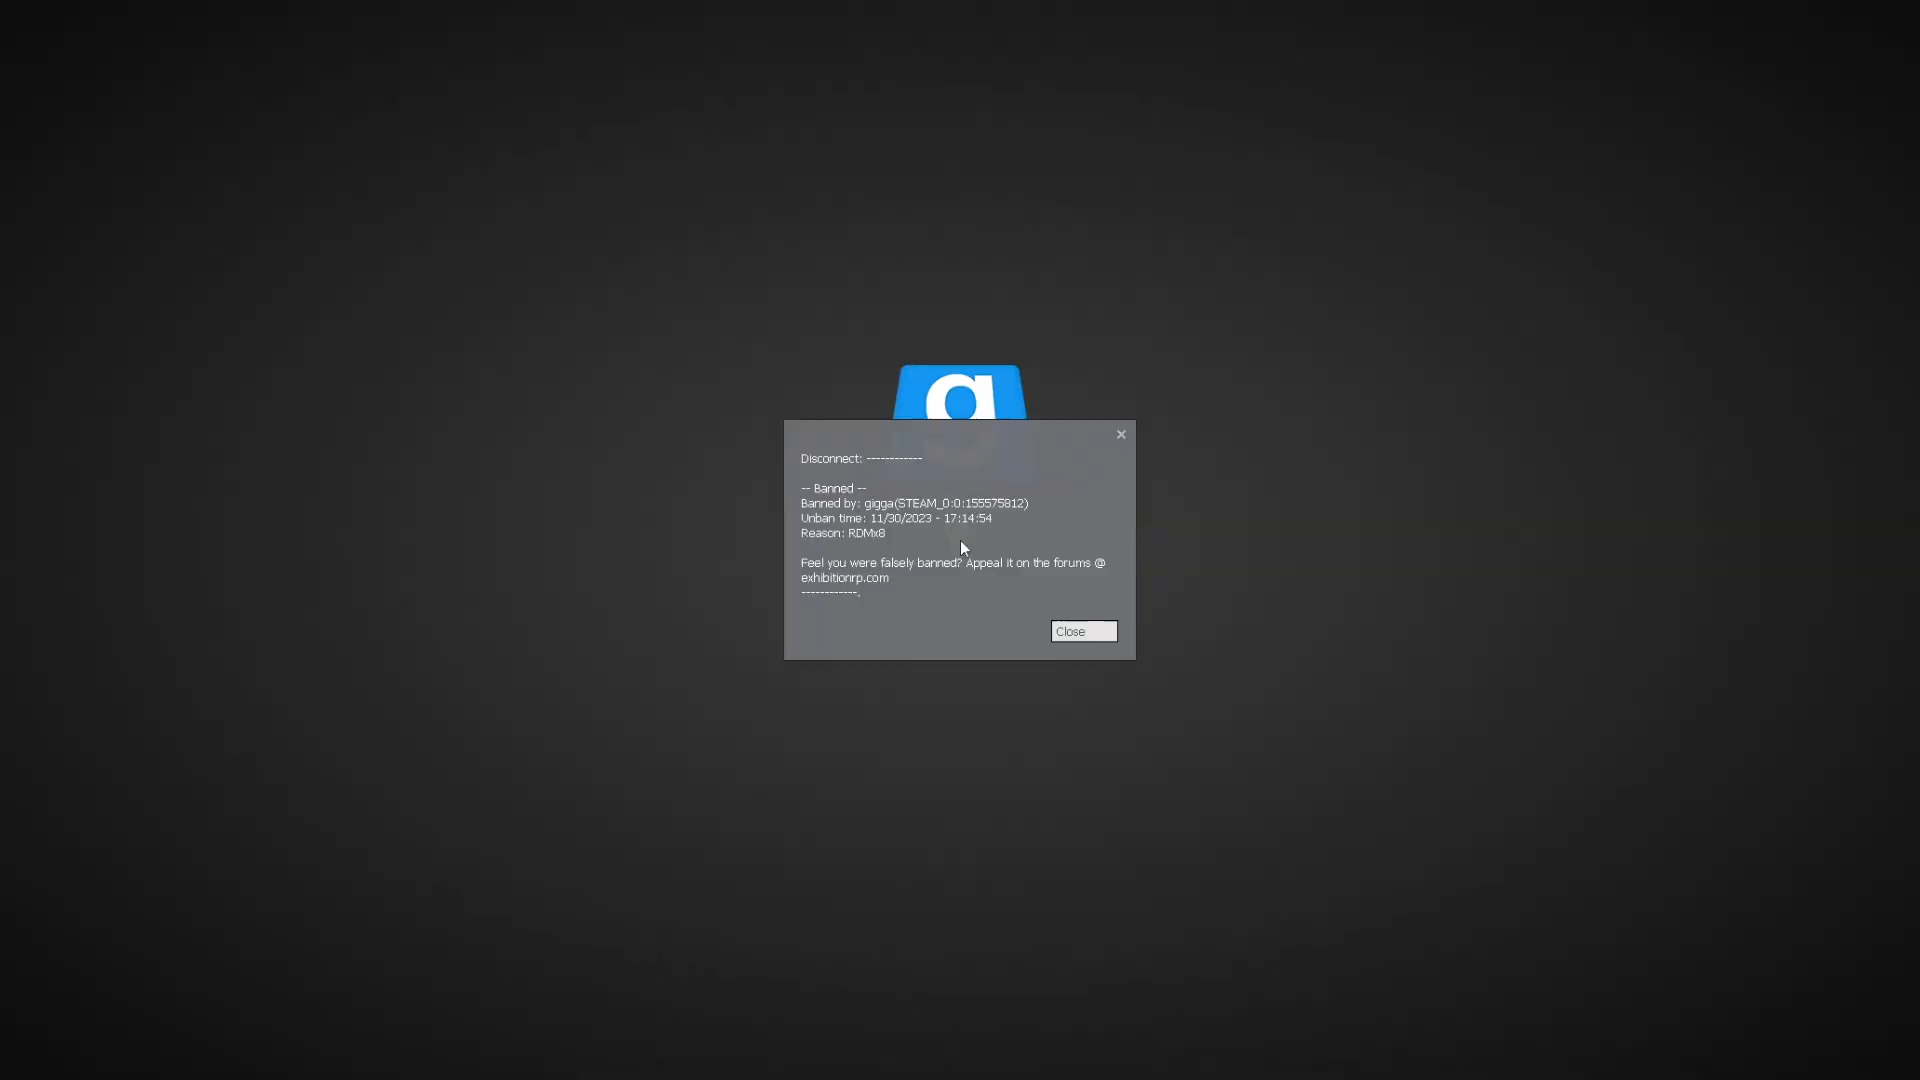 g
Disconnect: ------------
-- Banned --
Banned by: gigga(STEAM_0:0:155575812)
Unban time: 11/30/2023 - 17:14:54
Reason: RDMx8
Feel you were falsely banned? Appeal it on the forums @
exhibitionrp.com
------------.
Close